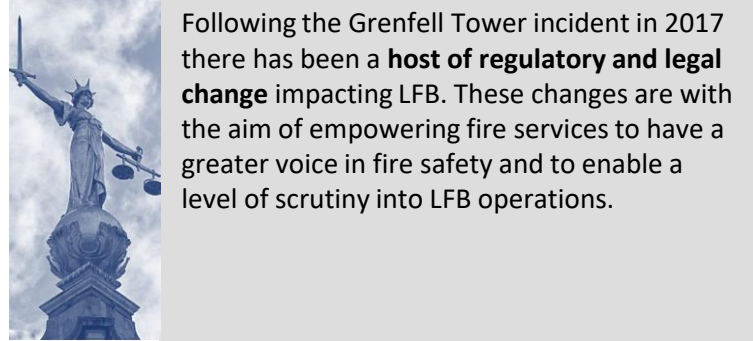 Following the Grenfell Tower incident in 2017
there has been a host of regulatory and legal
change impacting LFB. These changes are with
the aim of empowering fire services to have a
greater voice in fire safety and to enable a
level of scrutiny into LFB operations.